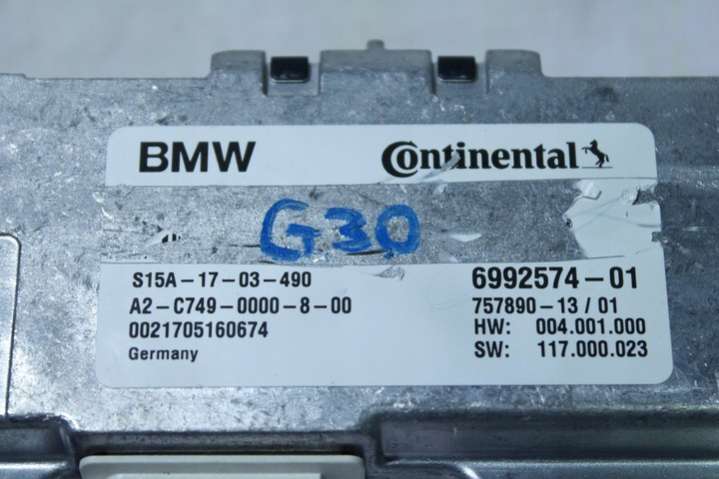 BMW Continental
G30
S15A-17-03-490 6992574-01
A2-C749-0000-8-00 757890-13/01
0021705160674 HW: 004.001.000
Germany SW: 117.000.023